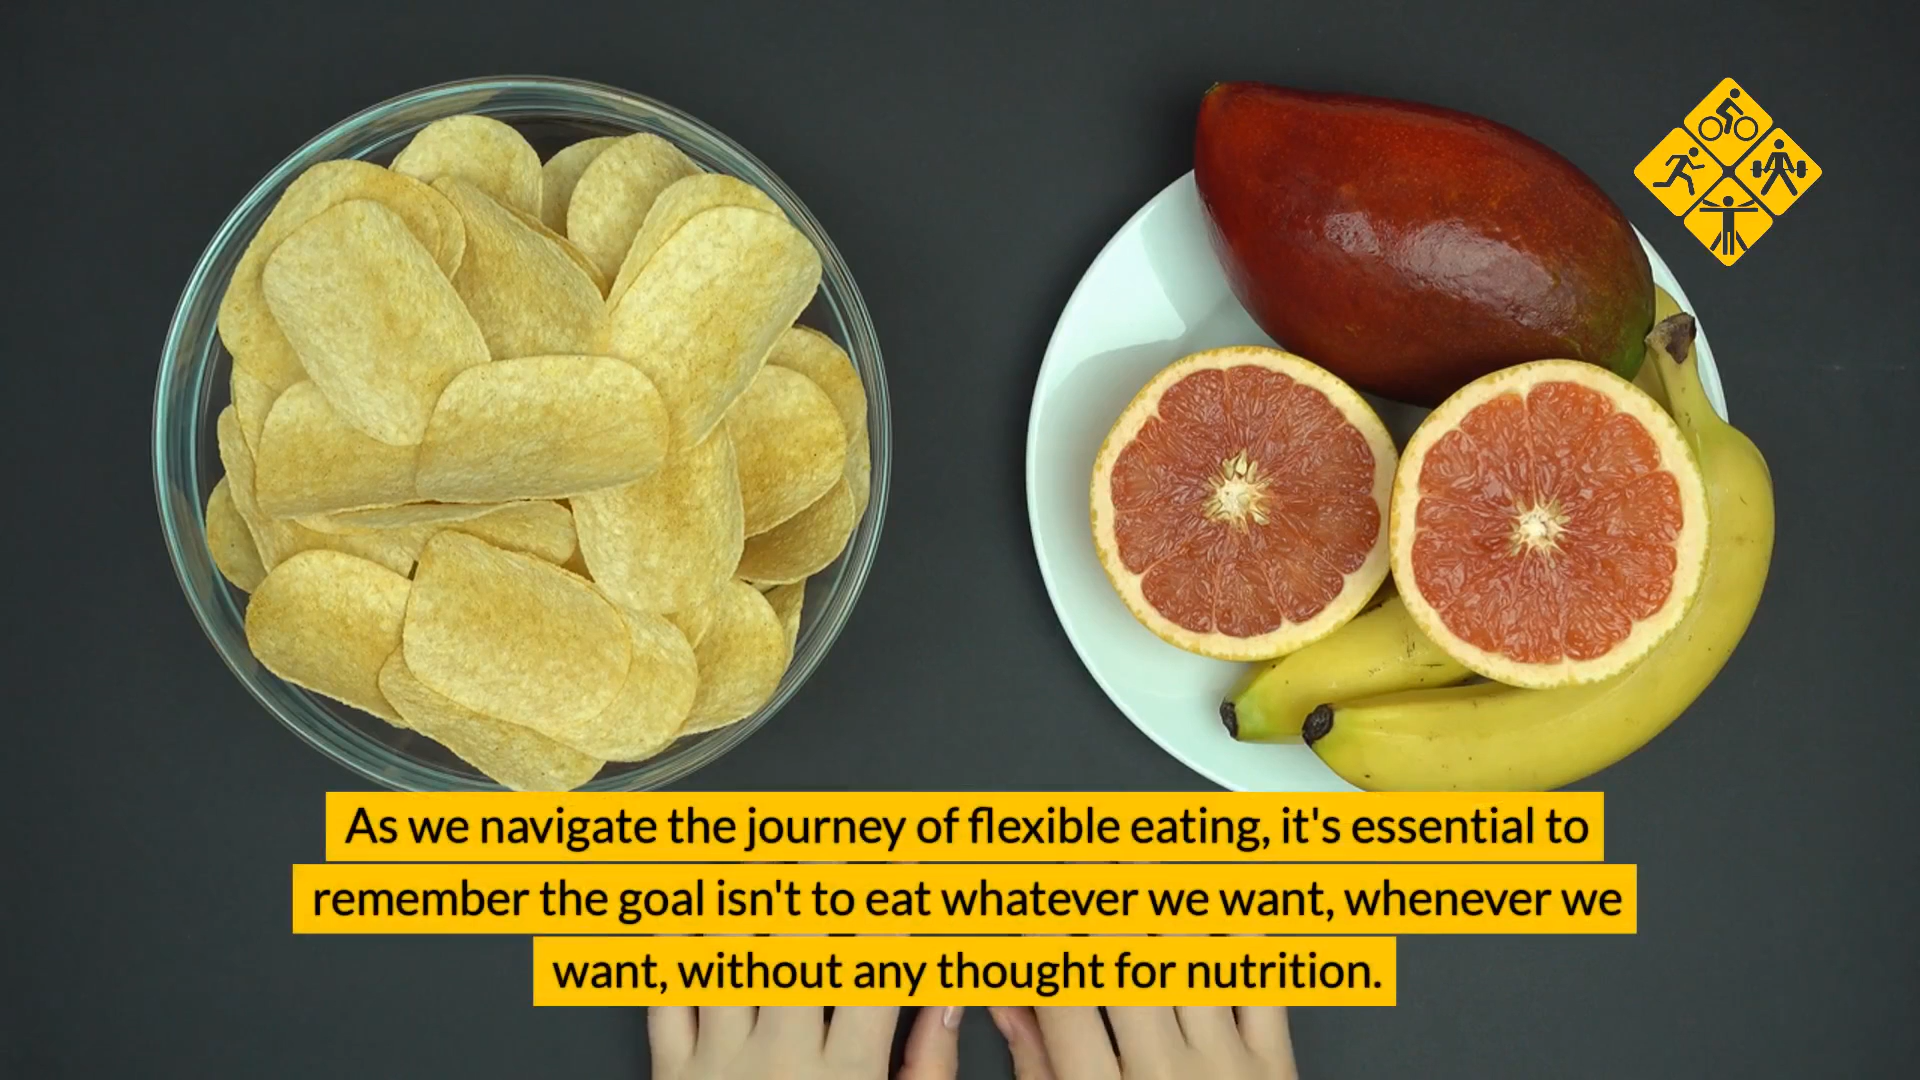 As we navigate the journey of flexible eating, it's essential to
remember the goal isn't to eat whatever we want, whenever we
want, without any thought for nutrition.